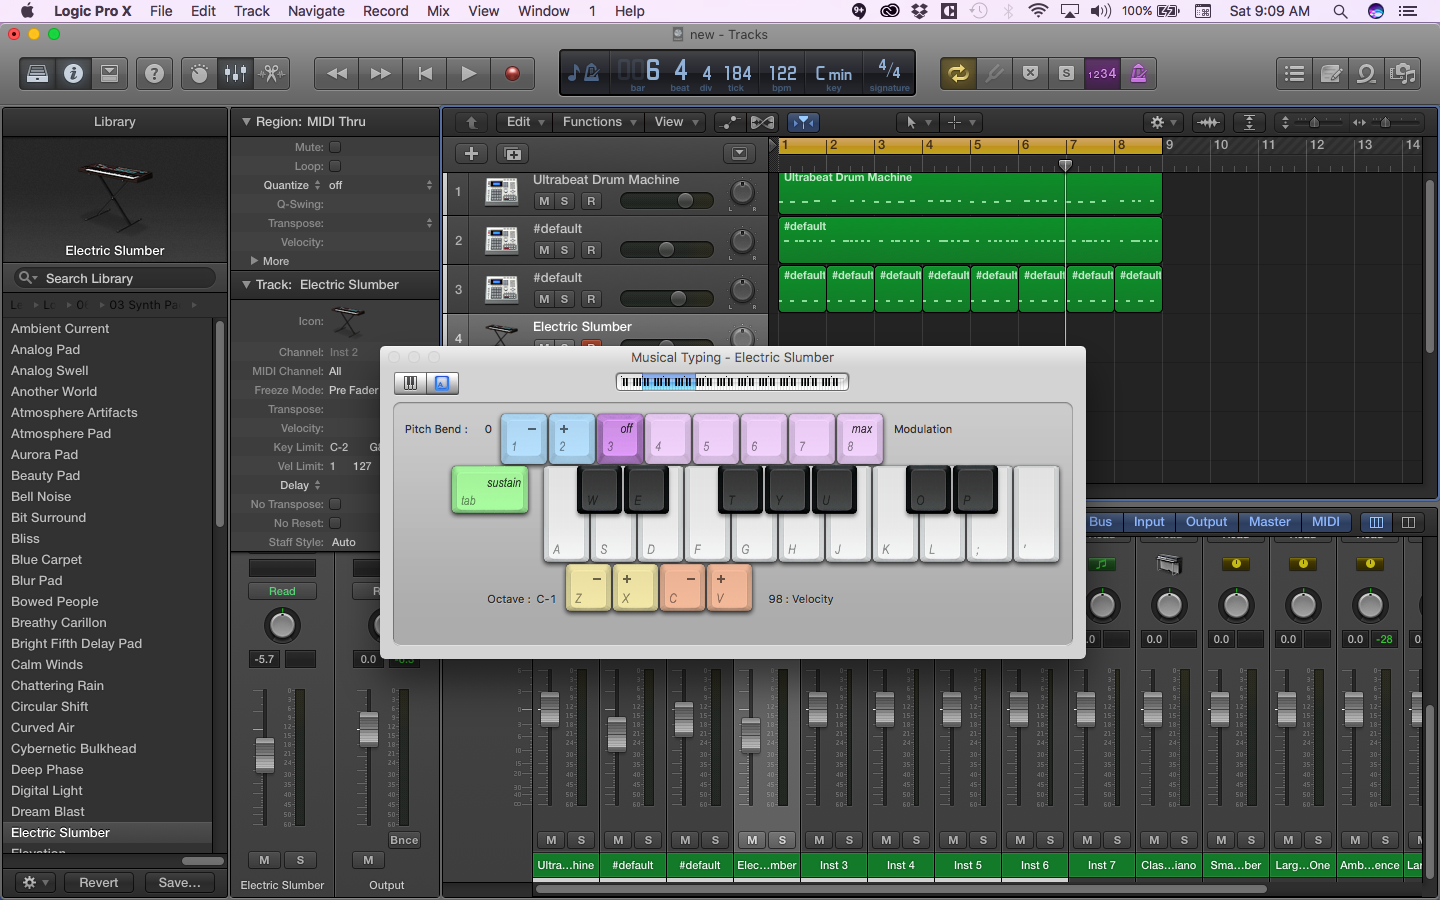 Logic Pro X File Edit Track Navigate Record Mix View Window 1 Help 9+ 100% Sat 9:09 AM
new - Tracks
006 4 4 184 122 C min 4/4
bar beat div tick bpm key signature
? S 1234
Library
Electric Slumber
Search Library
03 Synth Pa
Ambient Current
Analog Pad
Analog Swell
Another World
Atmosphere Artifacts
Atmosphere Pad
Aurora Pad
Beauty Pad
Bell Noise
Bit Surround
Bliss
Blue Carpet
Blur Pad
Bowed People
Breathy Carillon
Bright Fifth Delay Pad
Calm Winds
Chattering Rain
Circular Shift
Curved Air
Cybernetic Bulkhead
Deep Phase
Digital Light
Dream Blast
Electric Slumber
Elevation
Revert Save...
Region: MIDI Thru
Mute:
Loop:
Quantize off
Q-Swing:
Transpose:
Velocity:
More
Track: Electric Slumber
Icon:
Channel: Inst 2
MIDI Channel: All
Freeze Mode: Pre Fader
Transpose:
Velocity:
Key Limit: C-2
Vel Limit: 1 127
Delay
No Transpose:
No Reset:
Staff Style: Auto
Read
-5.7 0.0
Bnce
M S M
Electric Slumber Output
Edit Functions View
1 2 3 4 5 6 7 8 9 10 11 12 13 14
1 Ultrabeat Drum Machine
M S R L R
2 #default
M S R L R
3 #default
M S R L R
4 Electric Slumber
Ultrabeat Drum Machine
#default
#default #default #default #default #default #default #default #default
Musical Typing - Electric Slumber
Pitch Bend : 0 − + off max Modulation
1 2 3 4 5 6 7 8
sustain
tab
W E T Y U O P
A S D F G H J K L ; '
− + − +
Octave : C-1 Z X C V 98 : Velocity
Bus Input Output Master MIDI
0.0 0.0 0.0 0.0 -28
M S M S M S M S M S M S M S M S M S M S M S M S M S
Ultra...hine #default #default Elec...mber Inst 3 Inst 4 Inst 5 Inst 6 Inst 7 Clas...iano Sma...ber Larg...One Amb...ence Lar